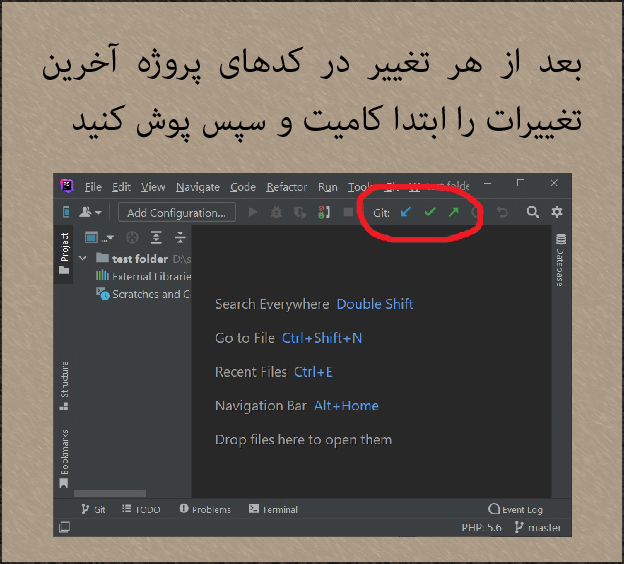 بعد از هر تغییر در کدهای پروژه آخرین
تغییرات را ابتدا کامیت و سپس پوش کنید
File Edit View Navigate Code Refactor Run Tools test folder
Add Configuration... Git:
Project
test folder D:\s
External Librarie
Scratches and C
Database
Search Everywhere Double Shift
Go to File Ctrl+Shift+N
Recent Files Ctrl+E
Navigation Bar Alt+Home
Drop files here to open them
Structure
Bookmarks
Git TODO Problems Terminal Event Log
PHP: 5.6 master